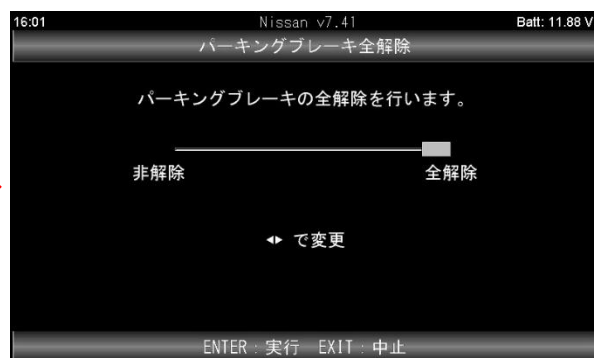 16:01 Nissan v7.41 Batt: 11.88 V
パーキングブレーキ全解除
パーキングブレーキの全解除を行います。
非解除 全解除
◂▸ で変更
ENTER：実行 EXIT：中止